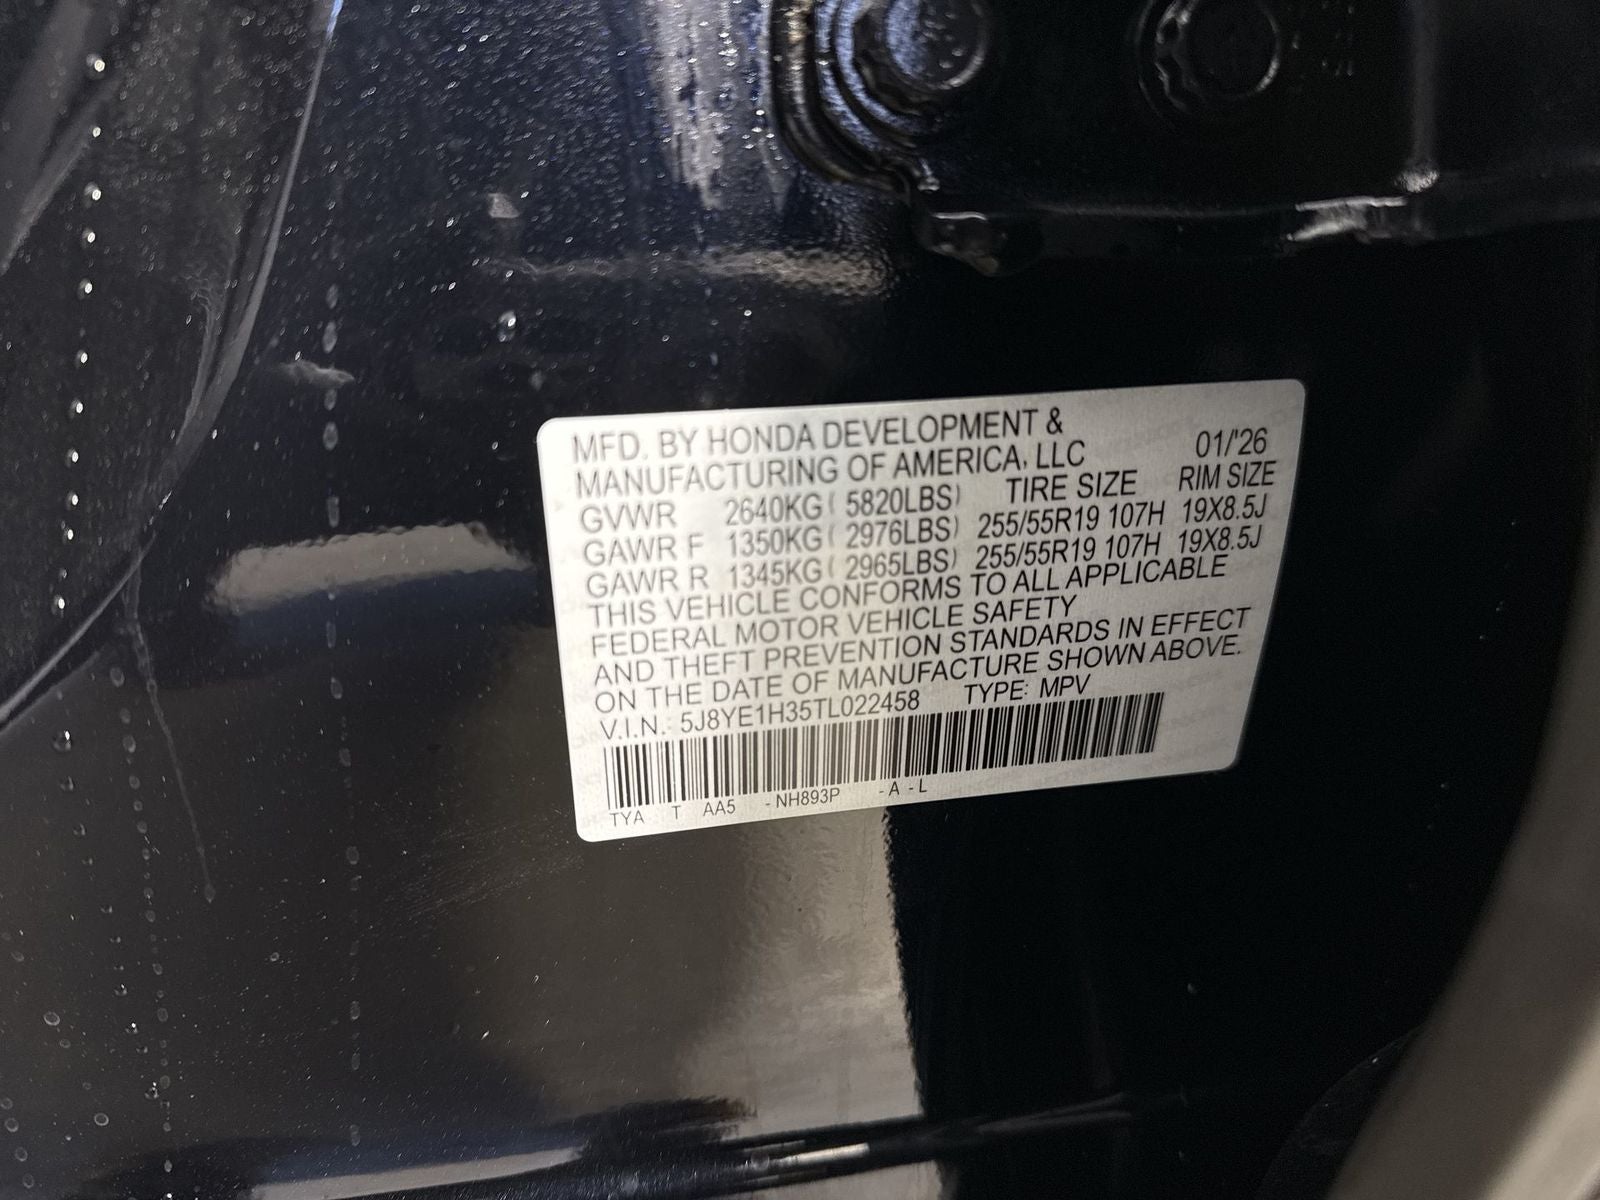 MFD. BY HONDA DEVELOPMENT &
MANUFACTURING OF AMERICA, LLC 01/'26
GVWR 2640KG ( 5820LBS) TIRE SIZE RIM SIZE
GAWR F 1350KG ( 2976LBS) 255/55R19 107H 19X8.5J
GAWR R 1345KG ( 2965LBS) 255/55R19 107H 19X8.5J
THIS VEHICLE CONFORMS TO ALL APPLICABLE
FEDERAL MOTOR VEHICLE SAFETY
AND THEFT PREVENTION STANDARDS IN EFFECT
ON THE DATE OF MANUFACTURE SHOWN ABOVE.
V.I.N.: 5J8YE1H35TL022458 TYPE: MPV
TYA T AA5 - NH893P - A - L